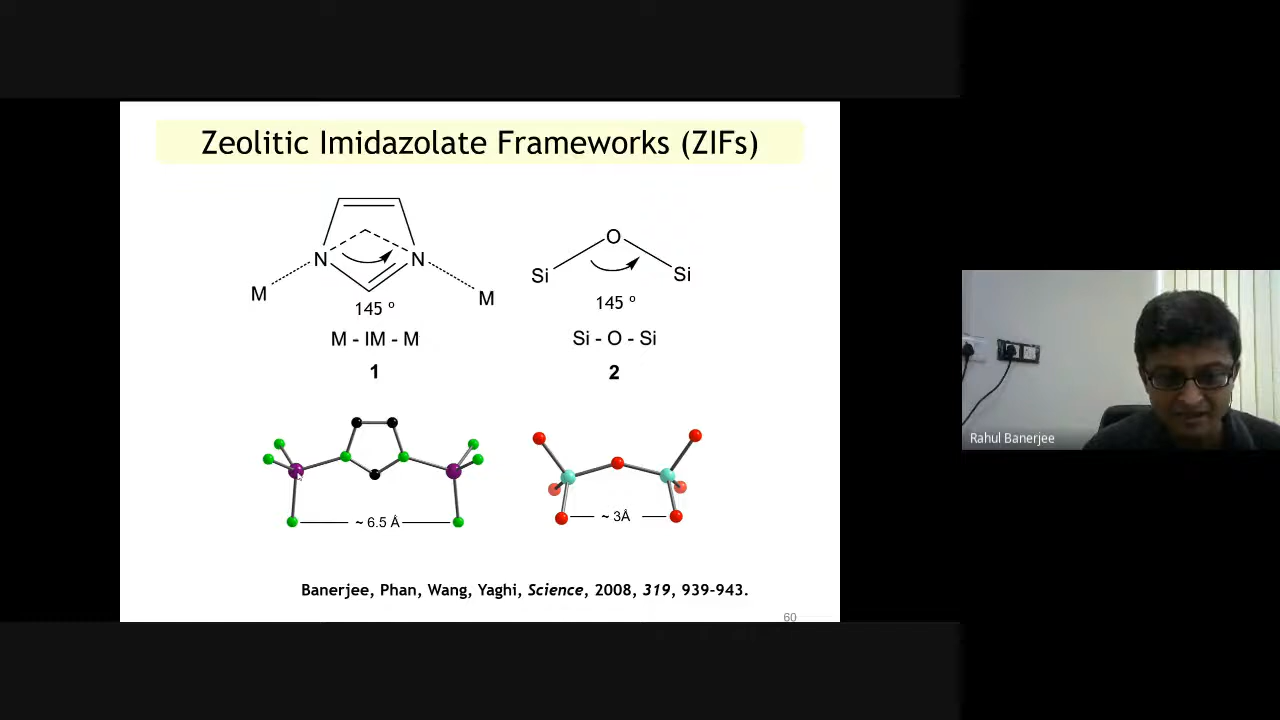 Zeolitic Imidazolate Frameworks (ZIFs)
N N
M M
145 º
M - IM - M
1
O
Si Si
145 º
Si - O - Si
2
~ 6.5 Å
~ 3Å
Banerjee, Phan, Wang, Yaghi, Science, 2008, 319, 939-943.
60
Rahul Banerjee